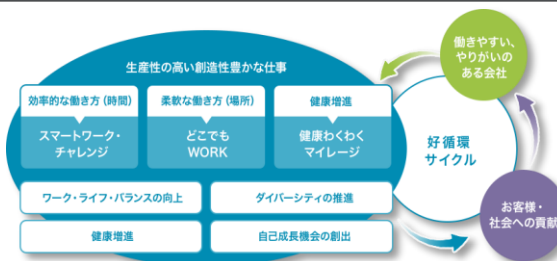 生産性の高い創造性豊かな仕事
効率的な働き方（時間）
スマートワーク・
チャレンジ
柔軟な働き方（場所）
どこでも
WORK
健康増進
健康わくわく
マイレージ
ワーク・ライフ・バランスの向上
ダイバーシティの推進
健康増進
自己成長機会の創出
働きやすい、
やりがいの
ある会社
好循環
サイクル
お客様・
社会への貢献